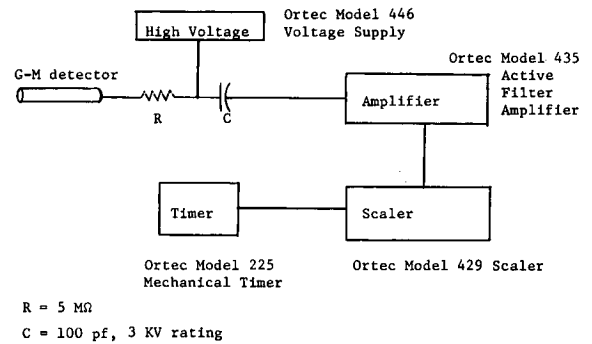 Ortec Model 446
Voltage Supply
High Voltage
Ortec Model 435
Active
Filter
Amplifier
G-M detector
R
C
Amplifier
Timer
Scaler
Ortec Model 225
Mechanical Timer
Ortec Model 429 Scaler
R = 5 MΩ
C = 100 pf, 3 KV rating